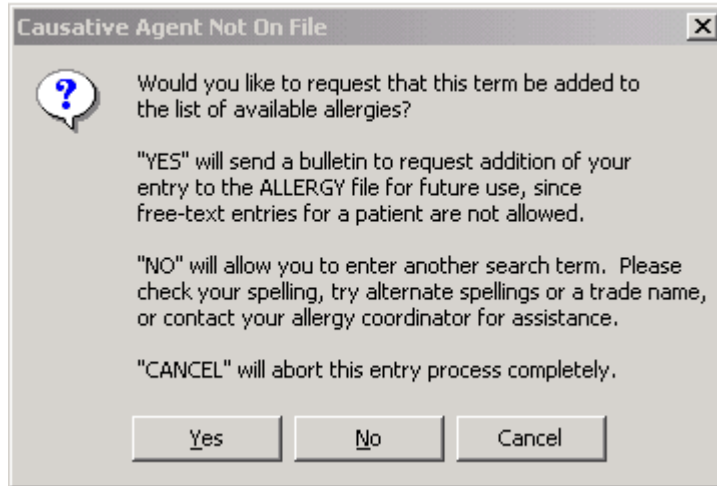 Causative Agent Not On File
Would you like to request that this term be added to
the list of available allergies?
"YES" will send a bulletin to request addition of your
entry to the ALLERGY file for future use, since
free-text entries for a patient are not allowed.
"NO" will allow you to enter another search term.  Please
check your spelling, try alternate spellings or a trade name,
or contact your allergy coordinator for assistance.
"CANCEL" will abort this entry process completely.
Yes No Cancel